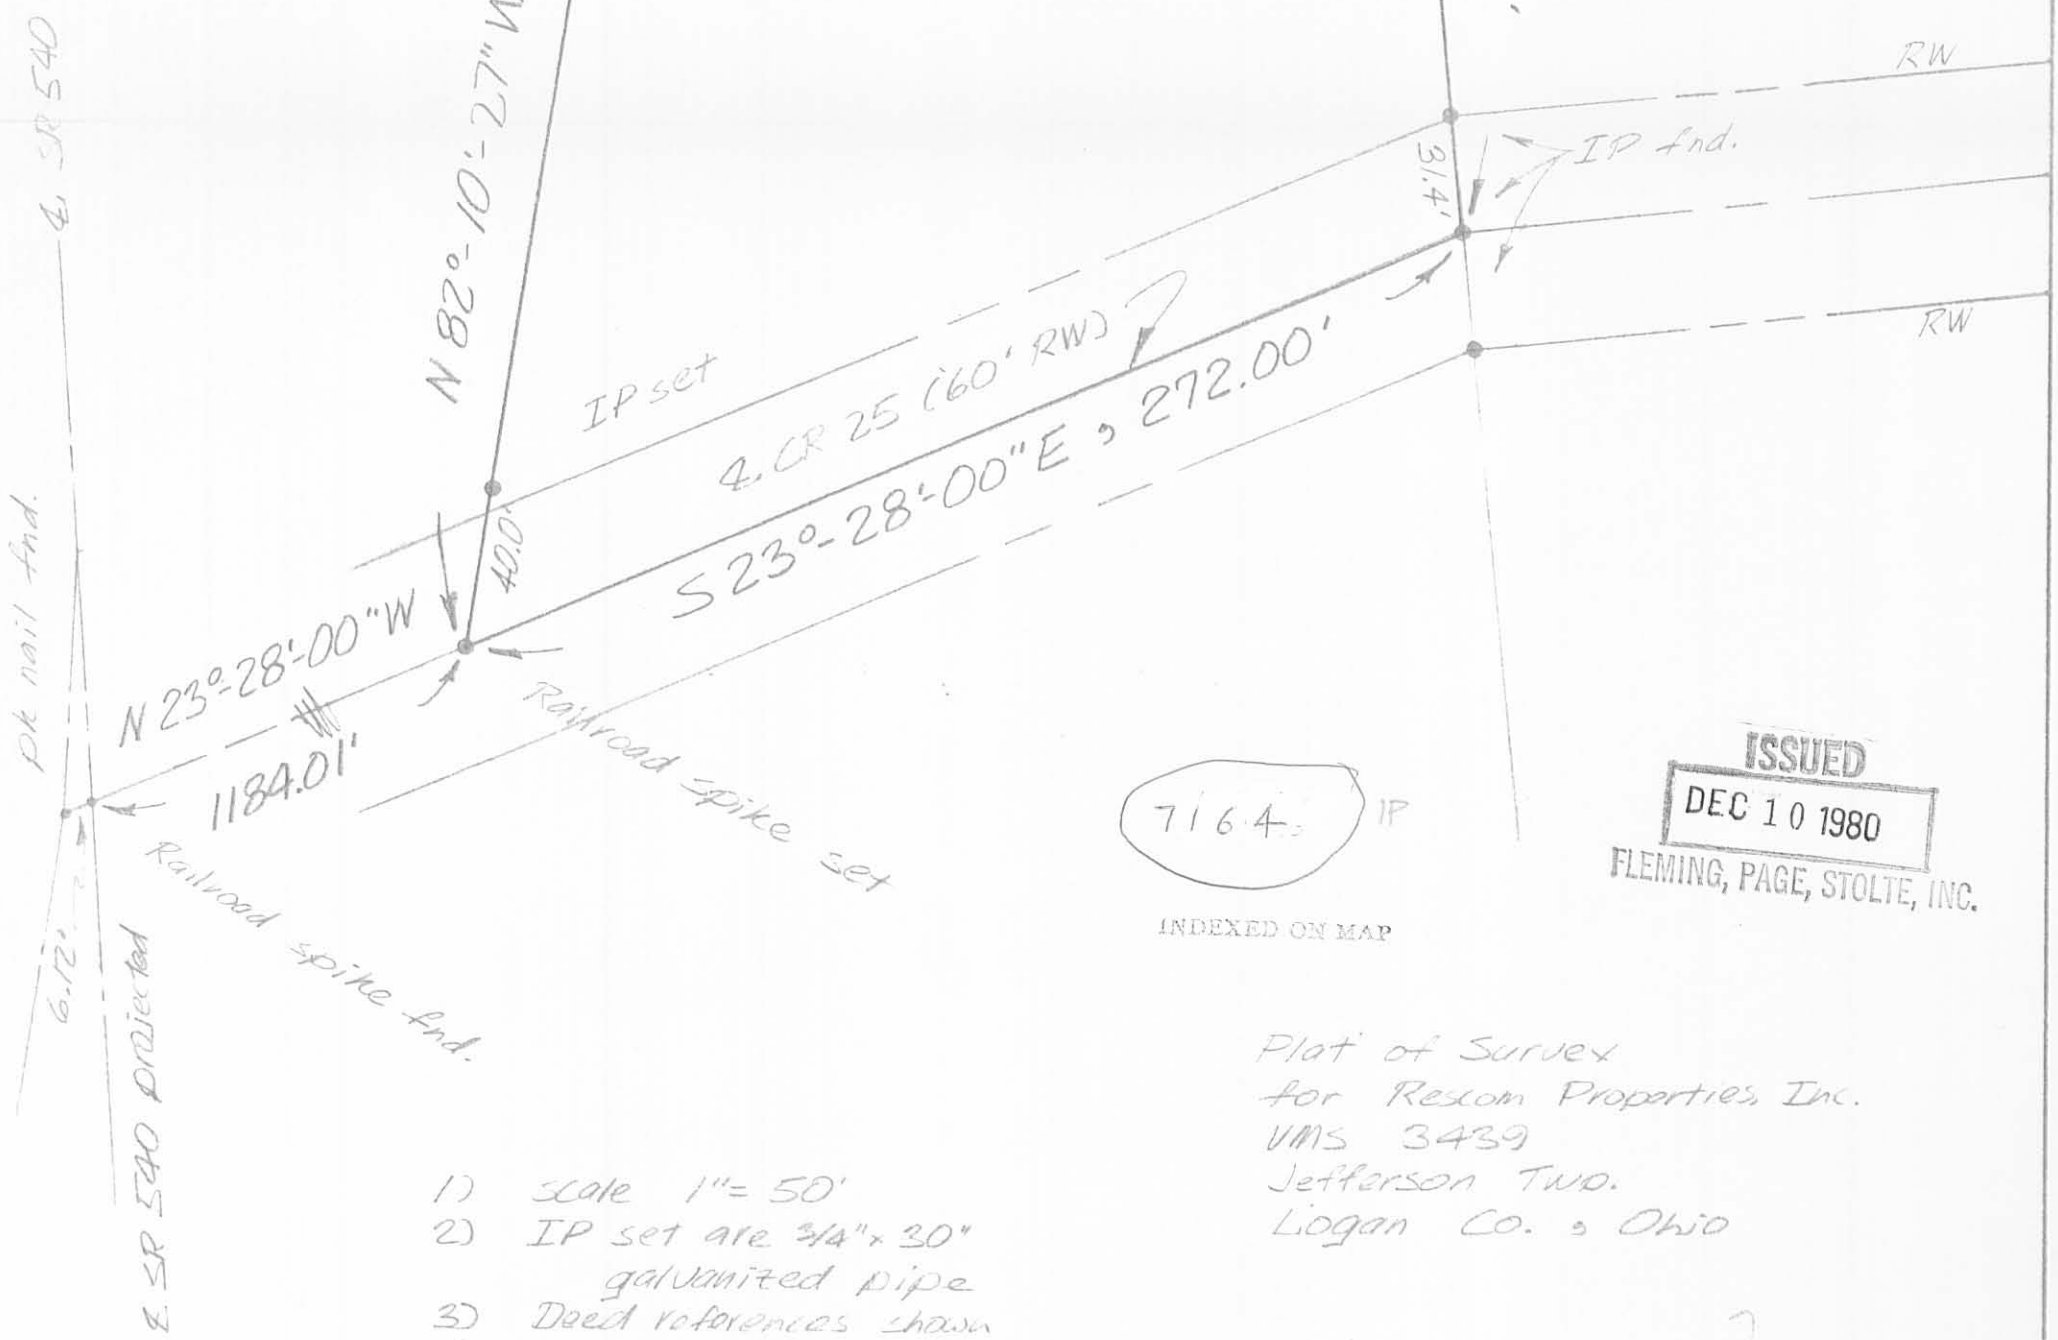 ℄ SR 540
N 82°-10'-27" W
RW
IP fnd.
31.4'
RW
IP set
℄ CR 25 (60' RW)
S 23°-28'-00" E, 272.00'
40.0'
pk nail fnd.
N 23°-28'-00" W
1184.01'
Railroad spike set
Railroad spike fnd.
6.12'
℄ SR 540 projected
7164
IP
INDEXED ON MAP
ISSUED
DEC 10 1980
FLEMING, PAGE, STOLTE, INC.
Plat of Survey
for Rescom Properties, Inc.
VMS 3439
Jefferson Twp.
Logan Co., Ohio
1) scale 1"= 50'
2) IP set are 3/4" x 30"
galvanized pipe
3) Deed references shown